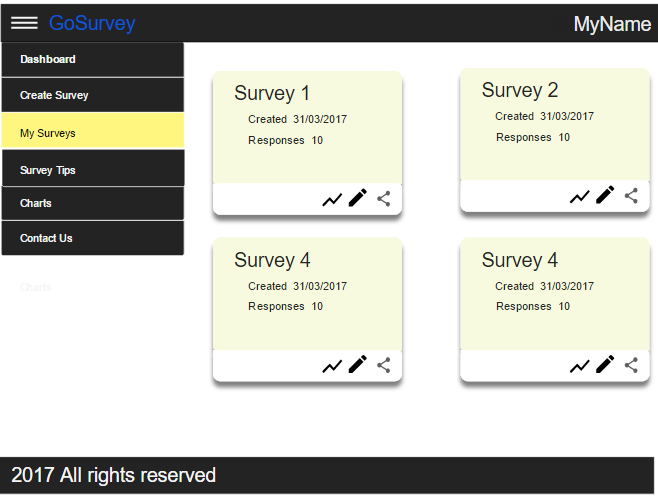 GoSurvey
MyName
Dashboard
Create Survey
My Surveys
Survey Tips
Charts
Contact Us
Charts
Survey 1
Created 31/03/2017
Responses 10
Survey 2
Created 31/03/2017
Responses 10
Survey 4
Created 31/03/2017
Responses 10
Survey 4
Created 31/03/2017
Responses 10
2017 All rights reserved